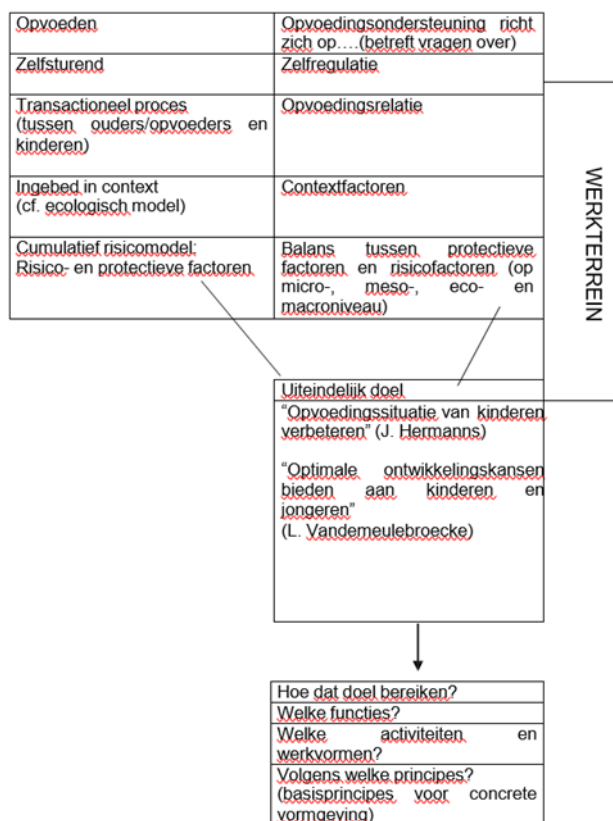 Opvoeden
Opvoedingsondersteuning richt
zich op….(betreft vragen over)
Zelfsturend
Zelfregulatie
Transactioneel proces
(tussen ouders/opvoeders en
kinderen)
Opvoedingsrelatie
Ingebed in context
(cf. ecologisch model)
Contextfactoren
Cumulatief risicomodel:
Risico- en protectieve factoren
Balans tussen protectieve
factoren en risicofactoren (op
micro-, meso-, eco- en
macroniveau)
WERKTERREIN
Uiteindelijk doel
“Opvoedingssituatie van kinderen
verbeteren” (J. Hermanns)
“Optimale ontwikkelingskansen
bieden aan kinderen en
jongeren”
(L. Vandemeulebroecke)
Hoe dat doel bereiken?
Welke functies?
Welke activiteiten en
werkvormen?
Volgens welke principes?
(basisprincipes voor concrete
vormgeving)